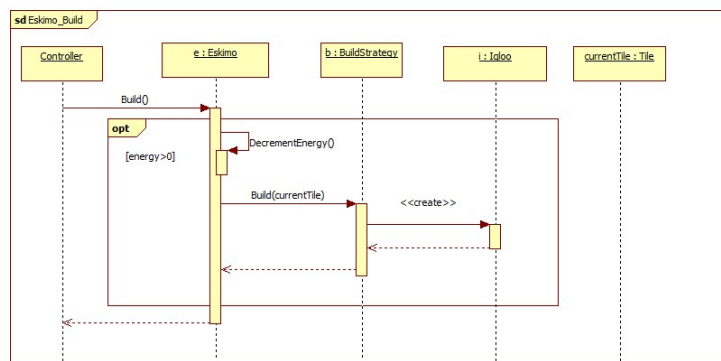 sd Eskimo_Build
Controller
e : Eskimo
b : BuildStrategy
i : Igloo
currentTile : Tile
Build()
opt
DecrementEnergy()
[energy>0]
Build(currentTile)
<<create>>